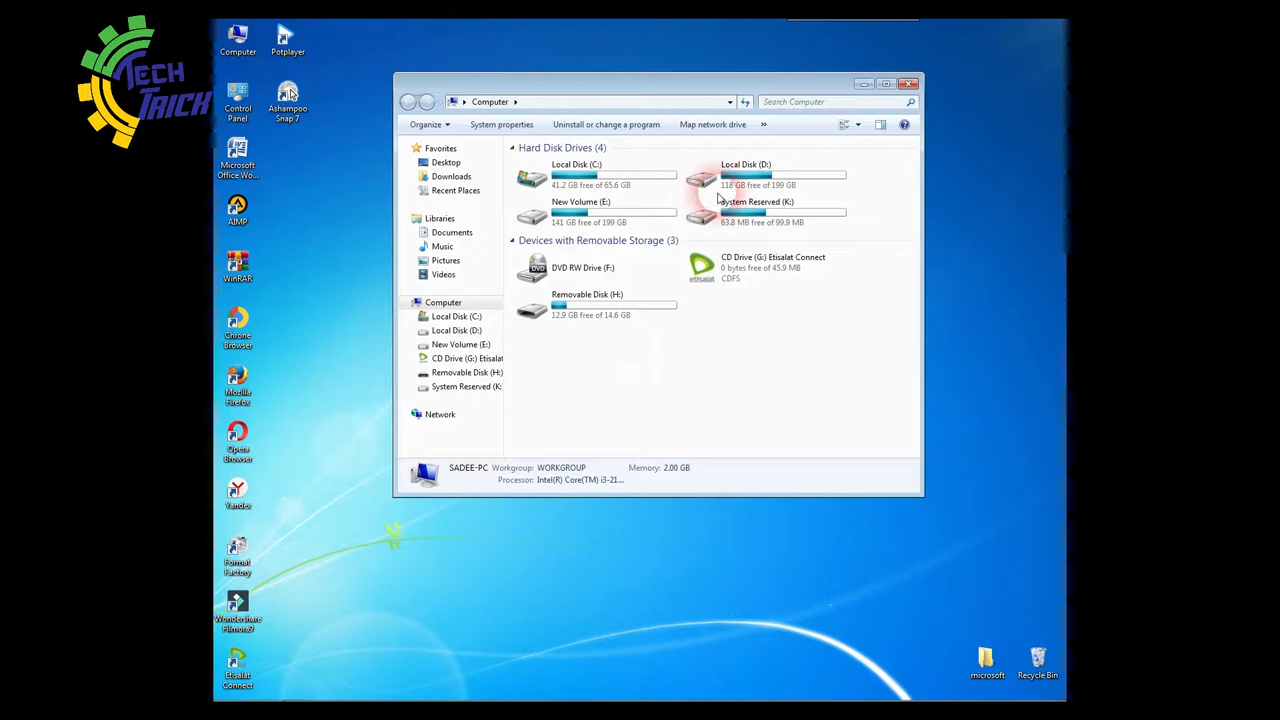 TECH
TRICK
Computer
Potplayer
Control
Panel
Ashampoo
Snap 7
Microsoft
Office Wo...
AIMP
WinRAR
Chrone
Browser
Mozilla
Firefox
Opera
Browser
Yandex
Format
Factory
Wondershare
Filmora9
Etisalat
Connect
Computer
Search Computer
Organize
System properties
Uninstall or change a program
Map network drive
»
Favorites
Desktop
Downloads
Recent Places
Libraries
Documents
Music
Pictures
Videos
Computer
Local Disk (C:)
Local Disk (D:)
New Volume (E:)
CD Drive (G:) Etisalat
Removable Disk (H:)
System Reserved (K:
Network
Hard Disk Drives (4)
Local Disk (C:)
41.2 GB free of 65.6 GB
Local Disk (D:)
118 GB free of 199 GB
New Volume (E:)
141 GB free of 199 GB
System Reserved (K:)
63.8 MB free of 99.9 MB
Devices with Removable Storage (3)
DVD
DVD RW Drive (F:)
etisalat
CD Drive (G:) Etisalat Connect
0 bytes free of 45.9 MB
CDFS
Removable Disk (H:)
12.9 GB free of 14.6 GB
SADEE-PC Workgroup: WORKGROUP Memory: 2.00 GB
Processor: Intel(R) Core(TM) i3-21...
microsoft
Recycle Bin